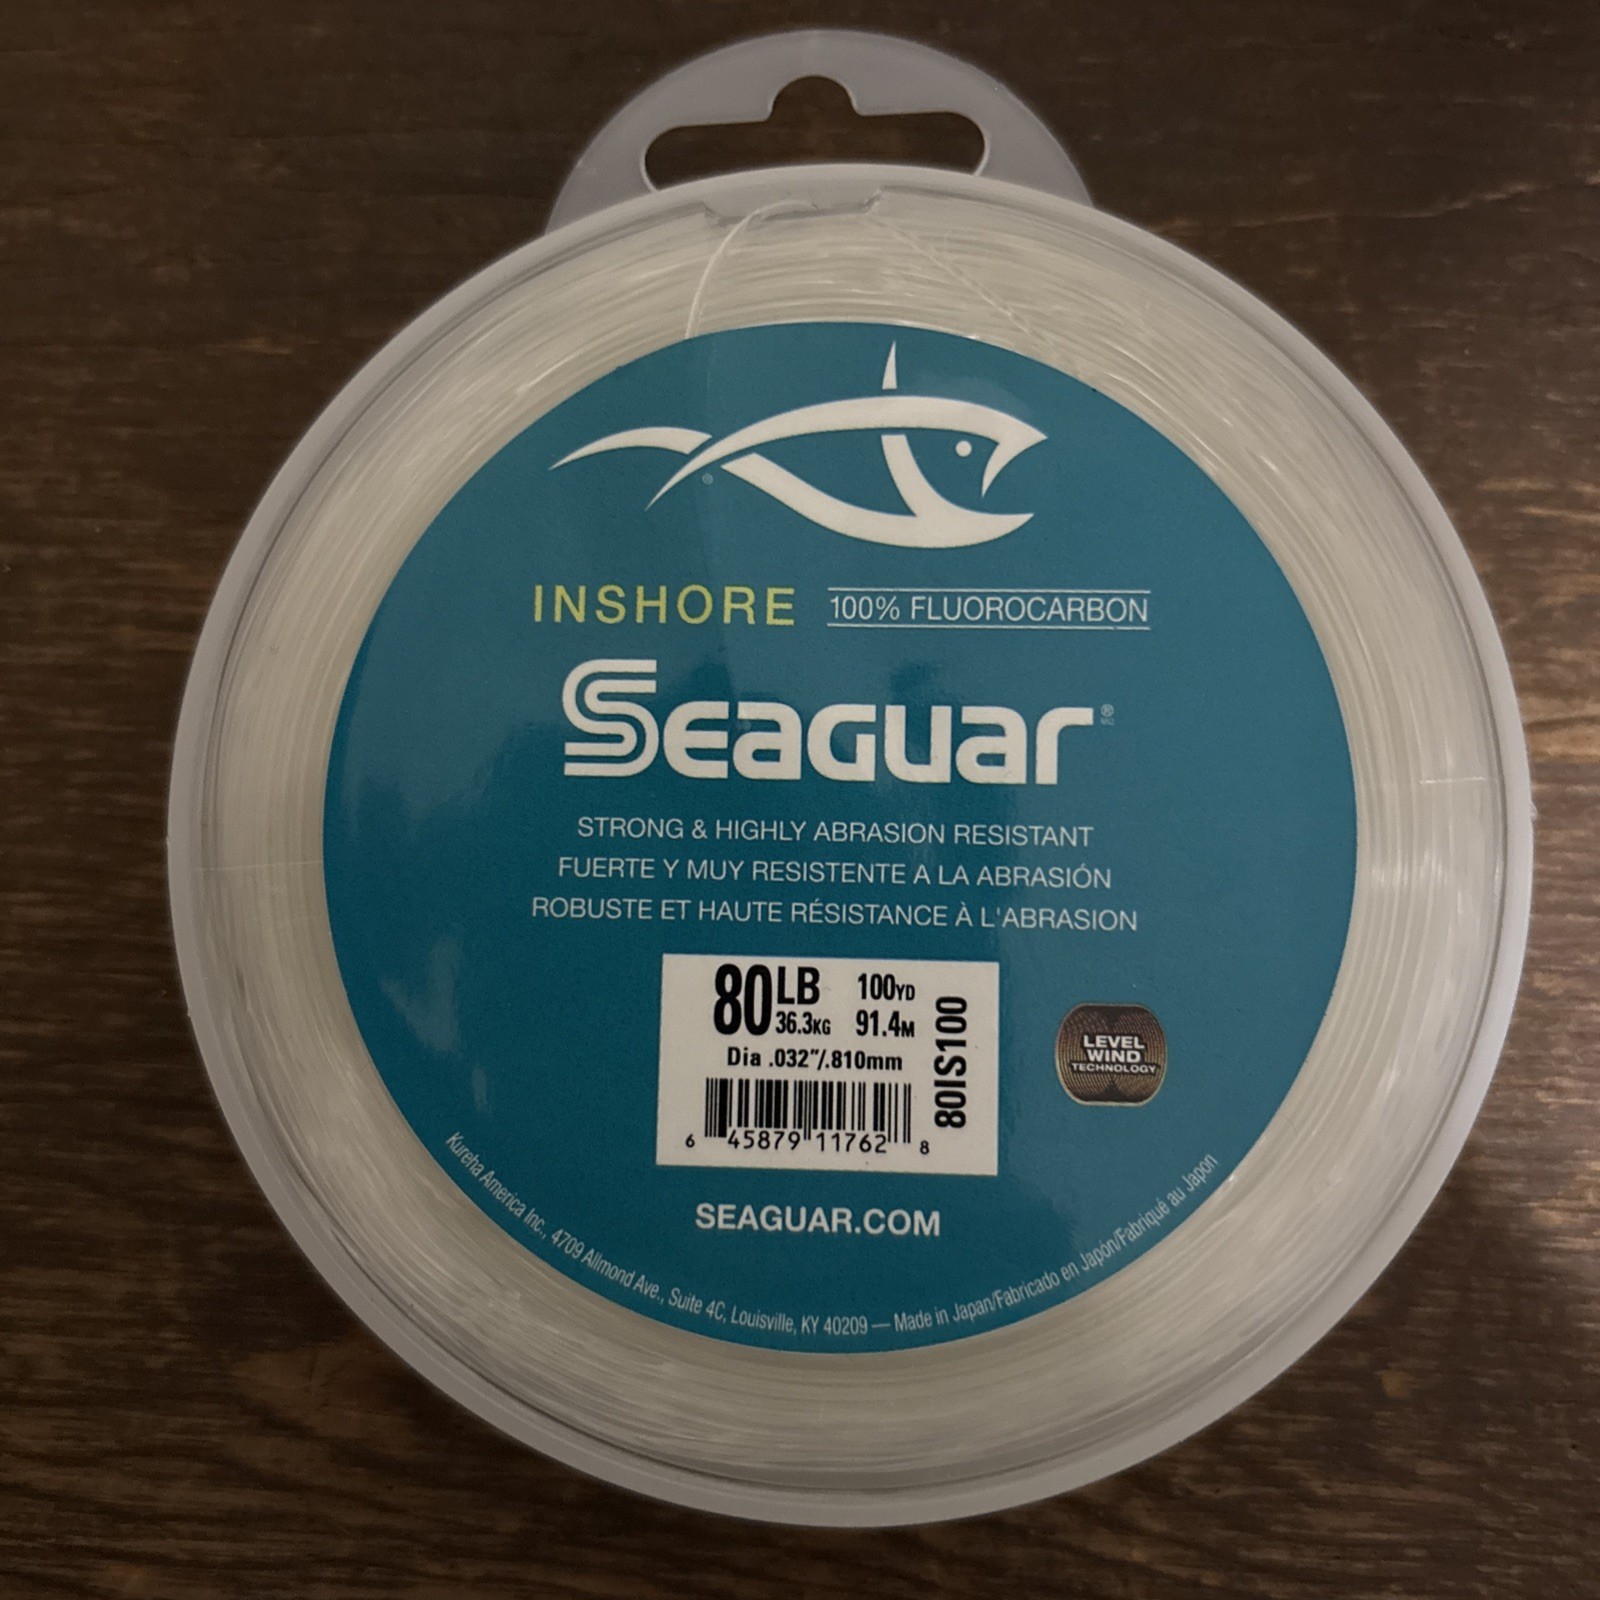 INSHORE 100% FLUOROCARBON
Seaguar®
STRONG & HIGHLY ABRASION RESISTANT
FUERTE Y MUY RESISTENTE A LA ABRASIÓN
ROBUSTE ET HAUTE RÉSISTANCE À L'ABRASION
80LB 100YD
36.3KG 91.4M
Dia .032"/.810mm
80IS100
6 45879 11762 8
LEVEL
WIND
TECHNOLOGY
SEAGUAR.COM
Kureha America Inc., 4709 Allmond Ave., Suite 4C, Louisville, KY 40209 — Made in Japan/Fabricado en Japón/Fabriqué au Japon